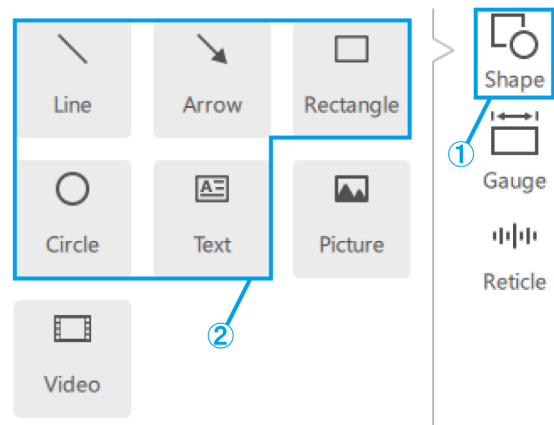 Line
Arrow
Rectangle
Circle
Text
Picture
Video
Shape
Gauge
Reticle
①
②